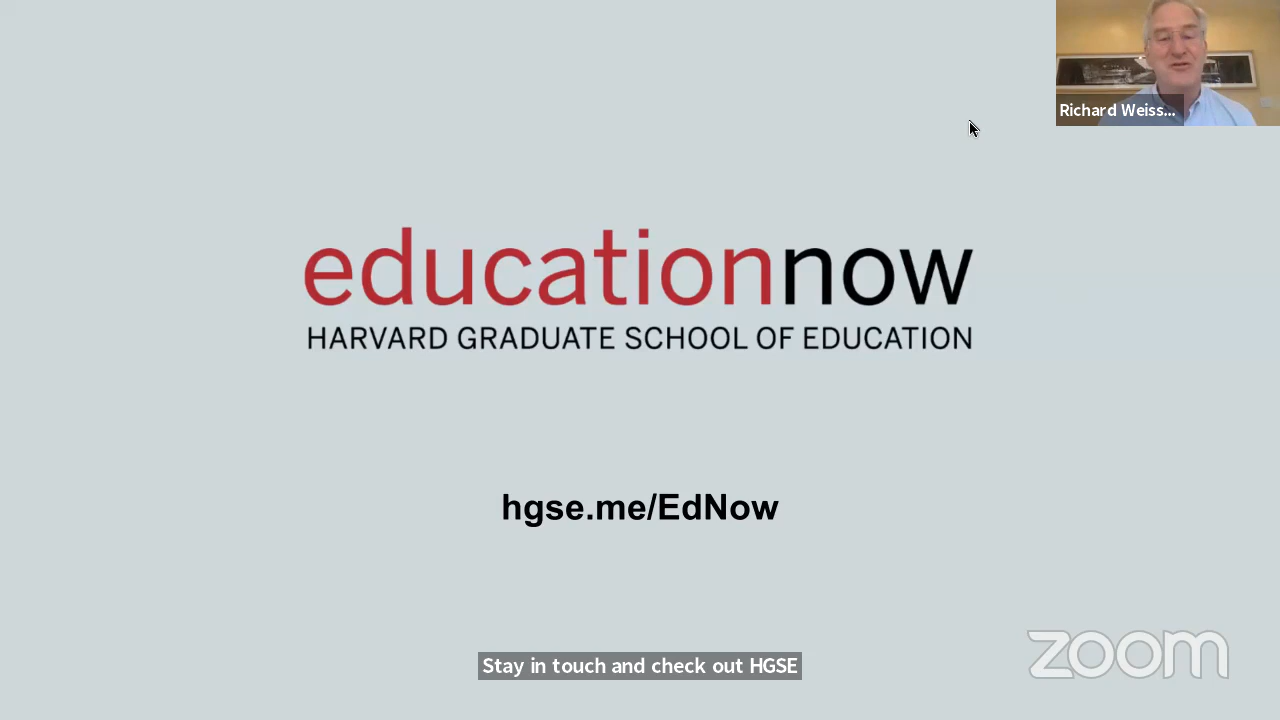 Richard Weiss...
educationnow
HARVARD GRADUATE SCHOOL OF EDUCATION
hgse.me/EdNow
Stay in touch and check out HGSE
zoom